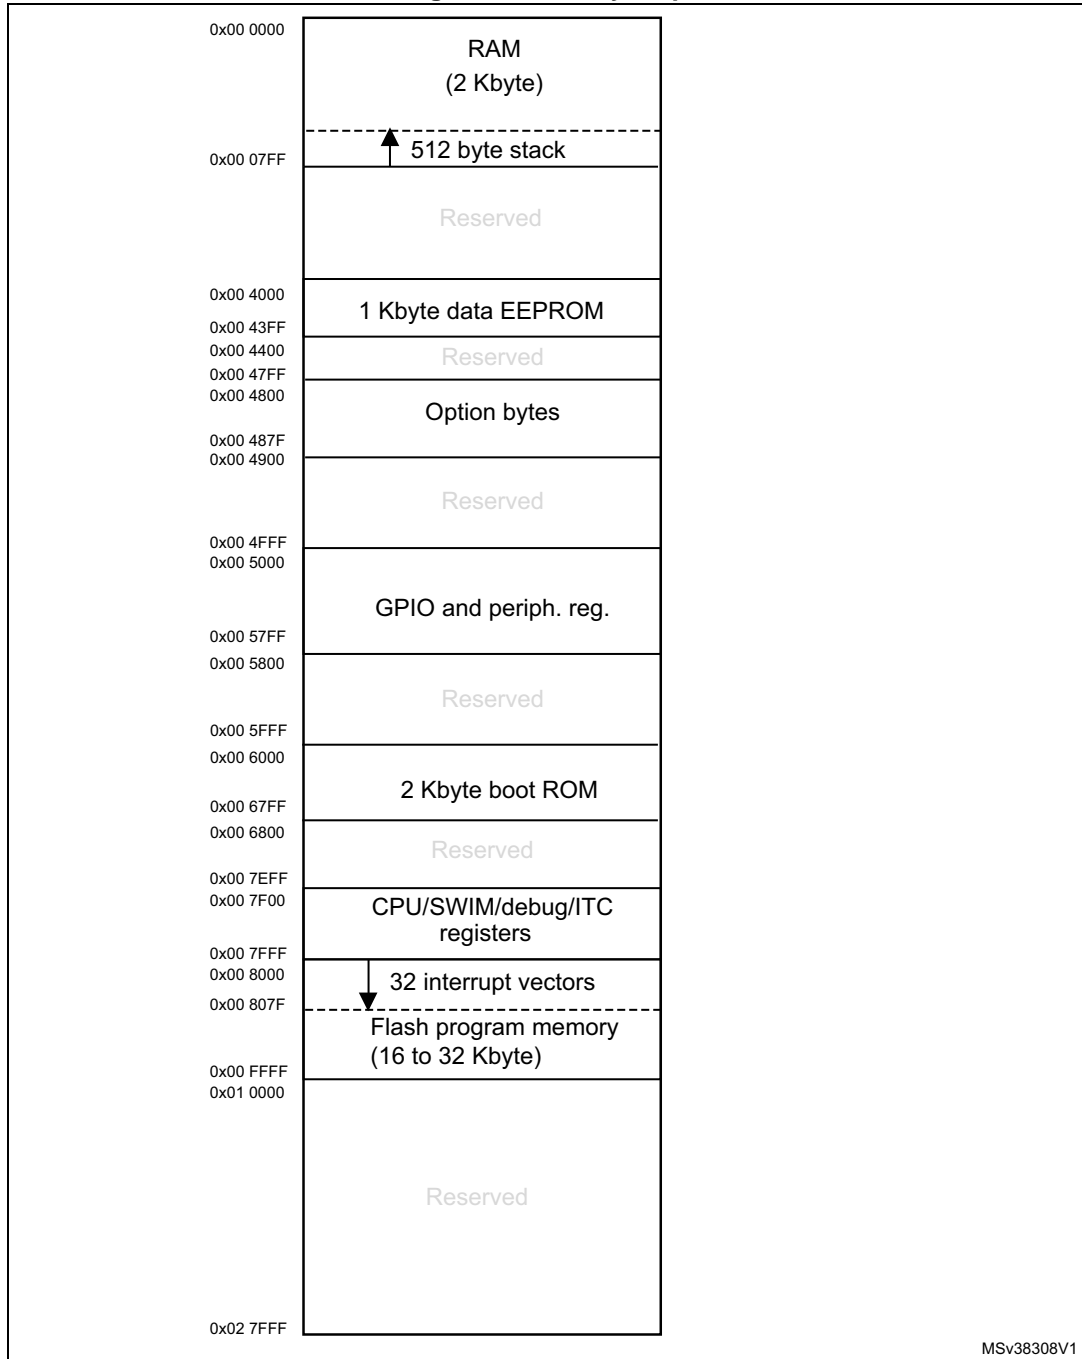 0x00 0000
RAM
(2 Kbyte)
512 byte stack
0x00 07FF
Reserved
0x00 4000
1 Kbyte data EEPROM
0x00 43FF
0x00 4400
Reserved
0x00 47FF
0x00 4800
Option bytes
0x00 487F
0x00 4900
Reserved
0x00 4FFF
0x00 5000
GPIO and periph. reg.
0x00 57FF
0x00 5800
Reserved
0x00 5FFF
0x00 6000
2 Kbyte boot ROM
0x00 67FF
0x00 6800
Reserved
0x00 7EFF
0x00 7F00
CPU/SWIM/debug/ITC
registers
0x00 7FFF
0x00 8000
32 interrupt vectors
0x00 807F
Flash program memory
(16 to 32 Kbyte)
0x00 FFFF
0x01 0000
Reserved
0x02 7FFF
MSv38308V1